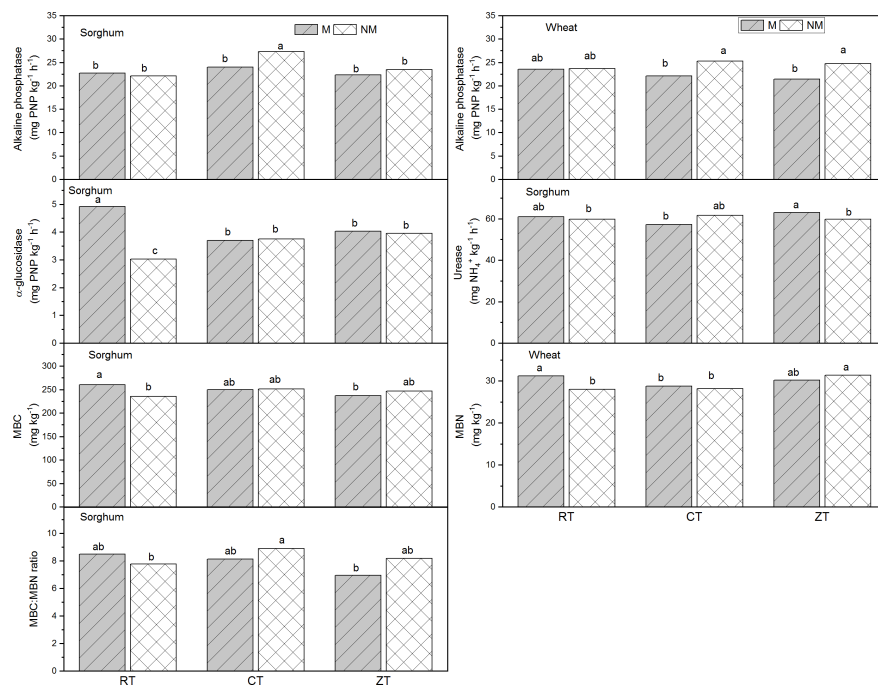 Sorghum
M
NM
Alkaline phosphatase
(mg PNP kg⁻¹ h⁻¹)
35
30
25
20
15
10
5
0
b
b
b
a
b
b
Wheat
M
NM
Alkaline phosphatase
(mg PNP kg⁻¹ h⁻¹)
35
30
25
20
15
10
5
0
ab
ab
b
a
b
a
Sorghum
α-glucosidase
(mg PNP kg⁻¹ h⁻¹)
5
4
3
2
1
0
a
c
b
b
b
b
Sorghum
Urease
(mg NH₄⁺ kg⁻¹ h⁻¹)
60
40
20
0
ab
b
b
ab
a
b
Sorghum
MBC
(mg kg⁻¹)
300
250
200
150
100
50
0
a
b
ab
ab
b
ab
Wheat
MBN
(mg kg⁻¹)
30
20
10
0
a
b
b
b
ab
a
RT
CT
ZT
Sorghum
MBC:MBN ratio
10
8
6
4
2
0
ab
b
ab
a
b
ab
RT
CT
ZT